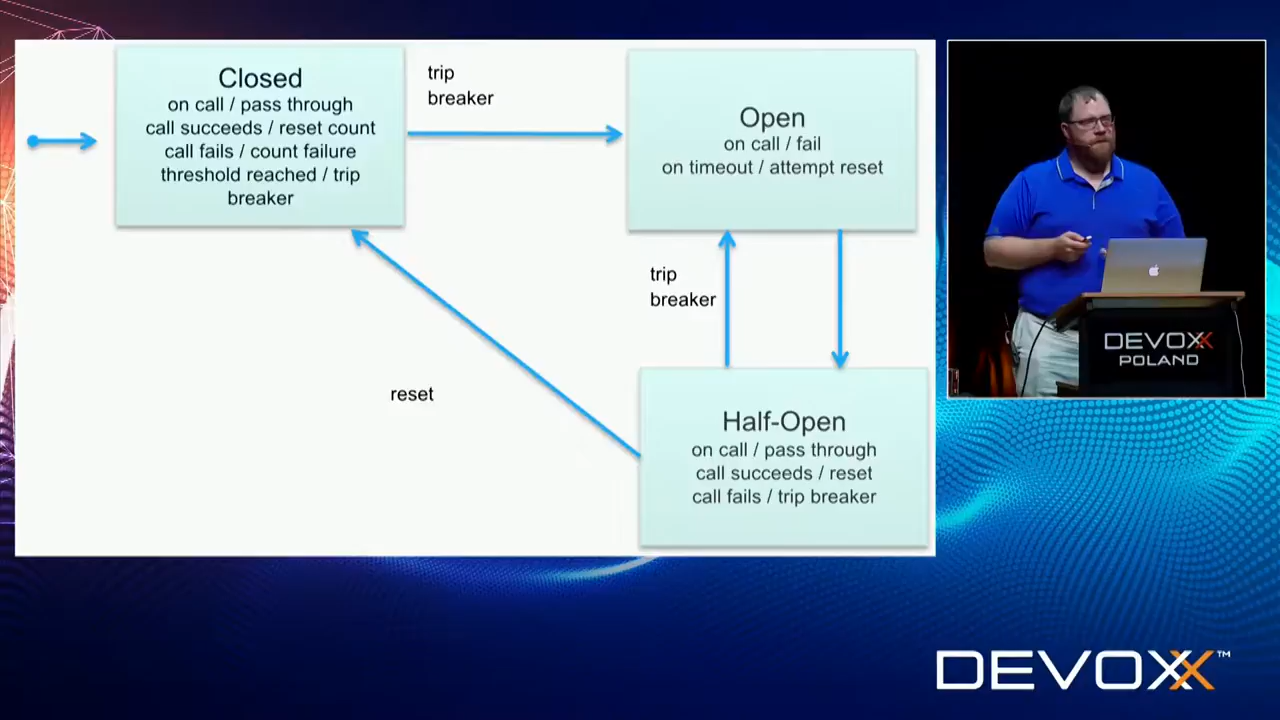 Closed
on call / pass through
call succeeds / reset count
call fails / count failure
threshold reached / trip
breaker
trip
breaker
Open
on call / fail
on timeout / attempt reset
trip
breaker
reset
Half-Open
on call / pass through
call succeeds / reset
call fails / trip breaker
DEVOXX
POLAND
DEVOXX™